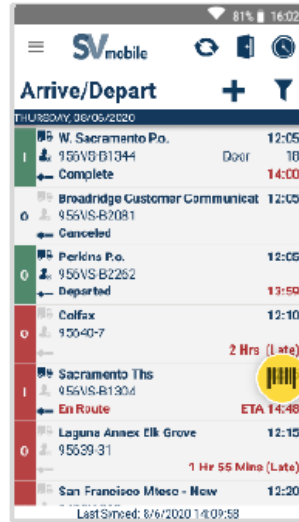 81% 16:02
SVmobile
Arrive/Depart
THURSDAY, 08/06/2020
W. Sacramento P.o. 12:05
I 956VS-B1344 Door 18
Complete 14:00
Broadridge Customer Communicat 12:05
O 956VS-B2081
Canceled
Perkins P.o. 12:05
O 956VS-B2262
Departed 13:59
Colfax 12:10
O 95640-7
2 Hrs (Late)
Sacramento Ths
I 956VS-B1304
En Route ETA 14:48
Laguna Annex Elk Grove 12:15
O 95639-31
1 Hr 55 Mins (Late)
San Francisco Mtesc - New 12:20
Last Synced: 8/6/2020 14:09:58